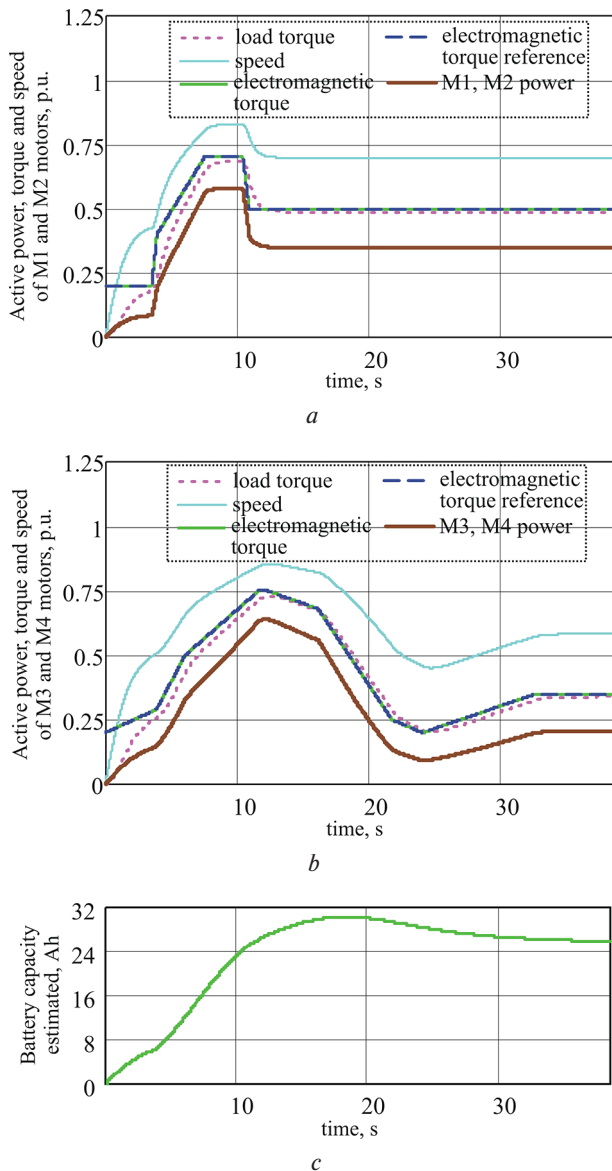 Active power, torque and speed
of M1 and M2 motors, p.u.
1.25
1
0.75
0.5
0.25
0
load torque
speed
electromagnetic
torque
electromagnetic
torque reference
M1, M2 power
10
20
30
time, s
a
Active power, torque and speed
of M3 and M4 motors, p.u.
1.25
1
0.75
0.5
0.25
0
load torque
speed
electromagnetic
torque
electromagnetic
torque reference
M3, M4 power
10
20
30
time, s
b
Battery capacity
estimated, Ah
32
24
16
8
0
10
20
30
time, s
c